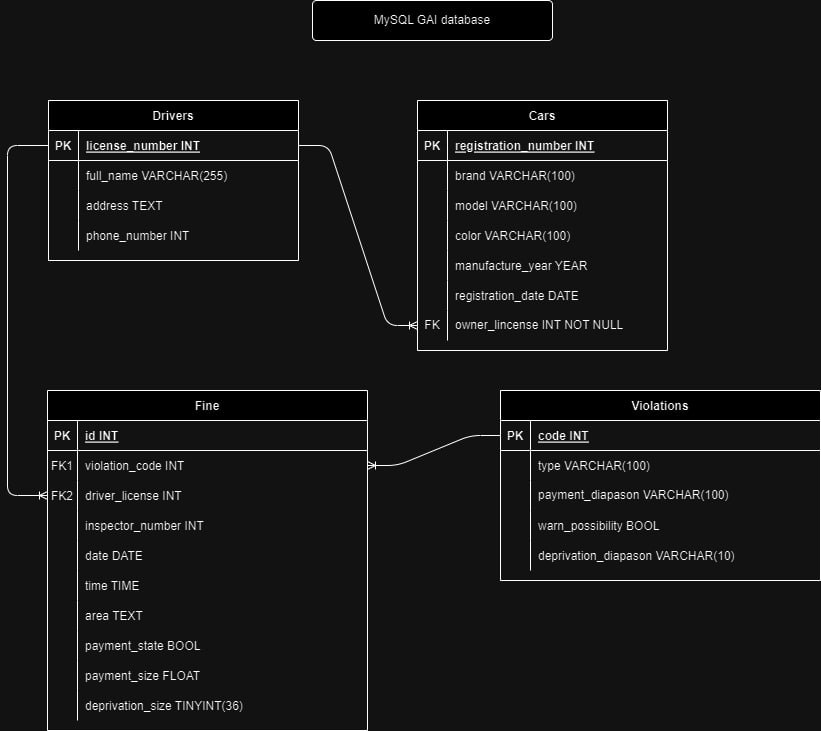 MySQL GAI database
Drivers
PK license_number INT
full_name VARCHAR(255)
address TEXT
phone_number INT
Cars
PK registration_number INT
brand VARCHAR(100)
model VARCHAR(100)
color VARCHAR(100)
manufacture_year YEAR
registration_date DATE
FK owner_lincense INT NOT NULL
Fine
PK id INT
FK1 violation_code INT
FK2 driver_license INT
inspector_number INT
date DATE
time TIME
area TEXT
payment_state BOOL
payment_size FLOAT
deprivation_size TINYINT(36)
Violations
PK code INT
type VARCHAR(100)
payment_diapason VARCHAR(100)
warn_possibility BOOL
deprivation_diapason VARCHAR(10)